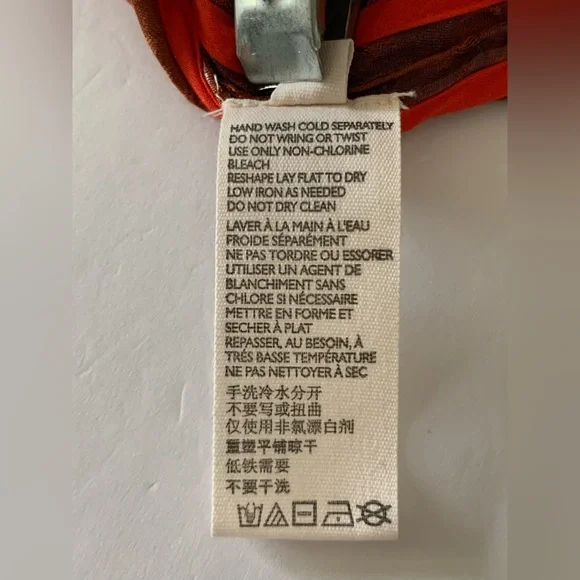 HAND WASH COLD SEPARATELY
DO NOT WRING OR TWIST
USE ONLY NON-CHLORINE
BLEACH
RESHAPE LAY FLAT TO DRY
LOW IRON AS NEEDED
DO NOT DRY CLEAN
LAVER À LA MAIN À L'EAU
FROIDE SÉPARÉMENT
NE PAS TORDRE OU ESSORER
UTILISER UN AGENT DE
BLANCHIMENT SANS
CHLORE SI NÉCESSAIRE
METTRE EN FORME ET
SECHER À PLAT
REPASSER, AU BESOIN, À
TRÉS BASSE TEMPÉRATURE
NE PAS NETTOYER À SEC
手洗冷水分开
不要写或扭曲
仅使用非氯漂白剂
重塑平铺晾干
低铁需要
不要干洗